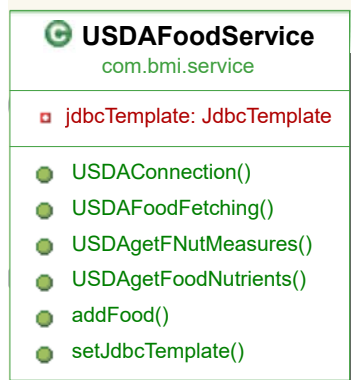 C USDAFoodService
com.bmi.service
jdbcTemplate: JdbcTemplate
USDAConnection()
USDAFoodFetching()
USDAgetFNutMeasures()
USDAgetFoodNutrients()
addFood()
setJdbcTemplate()